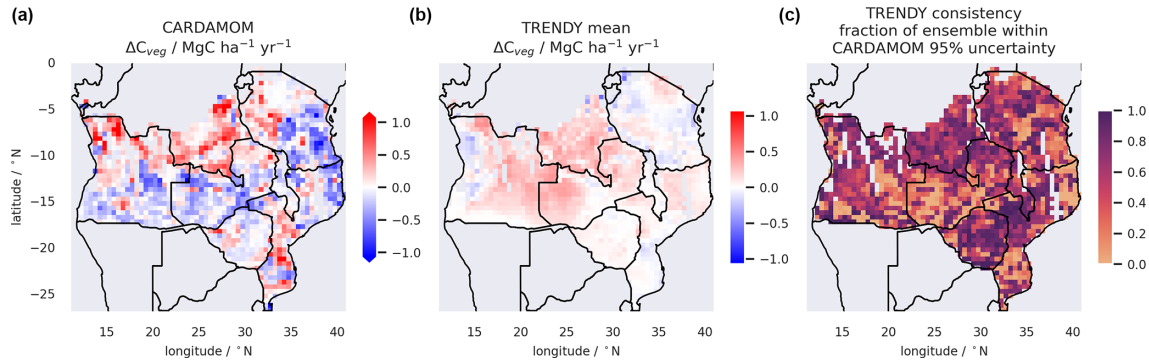 (a)
CARDAMOM
ΔCveg / MgC ha−1 yr−1
(b)
TRENDY mean
ΔCveg / MgC ha−1 yr−1
(c)
TRENDY consistency
fraction of ensemble within
CARDAMOM 95% uncertainty
0
−5
−10
−15
−20
−25
latitude / °N
15 20 25 30 35 40
longitude / °N
1.0
0.5
0.0
−0.5
−1.0
15 20 25 30 35 40
longitude / °N
1.0
0.5
0.0
−0.5
−1.0
15 20 25 30 35 40
longitude / °N
1.0
0.8
0.6
0.4
0.2
0.0